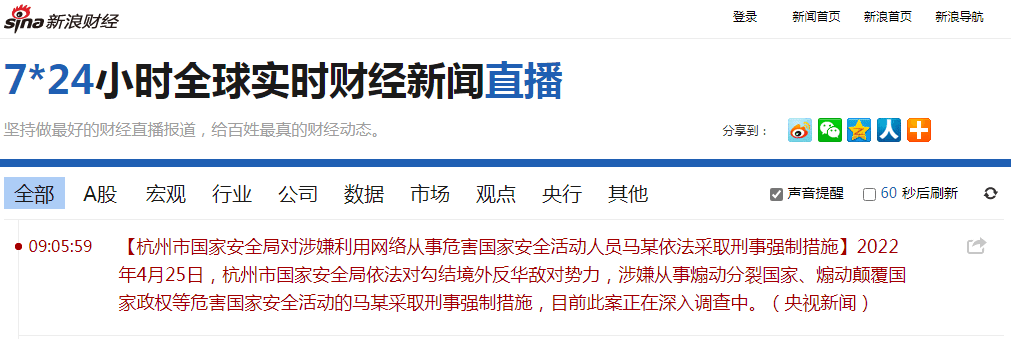 sina新浪财经
登录 新闻首页 新浪首页 新浪导航
7*24小时全球实时财经新闻直播
坚持做最好的财经直播报道，给百姓最真的财经动态。
分享到：
全部 A股 宏观 行业 公司 数据 市场 观点 央行 其他 声音提醒 60 秒后刷新
09:05:59 【杭州市国家安全局对涉嫌利用网络从事危害国家安全活动人员马某依法采取刑事强制措施】2022
年4月25日，杭州市国家安全局依法对勾结境外反华敌对势力，涉嫌从事煽动分裂国家、煽动颠覆国
家政权等危害国家安全活动的马某采取刑事强制措施，目前此案正在深入调查中。（央视新闻）